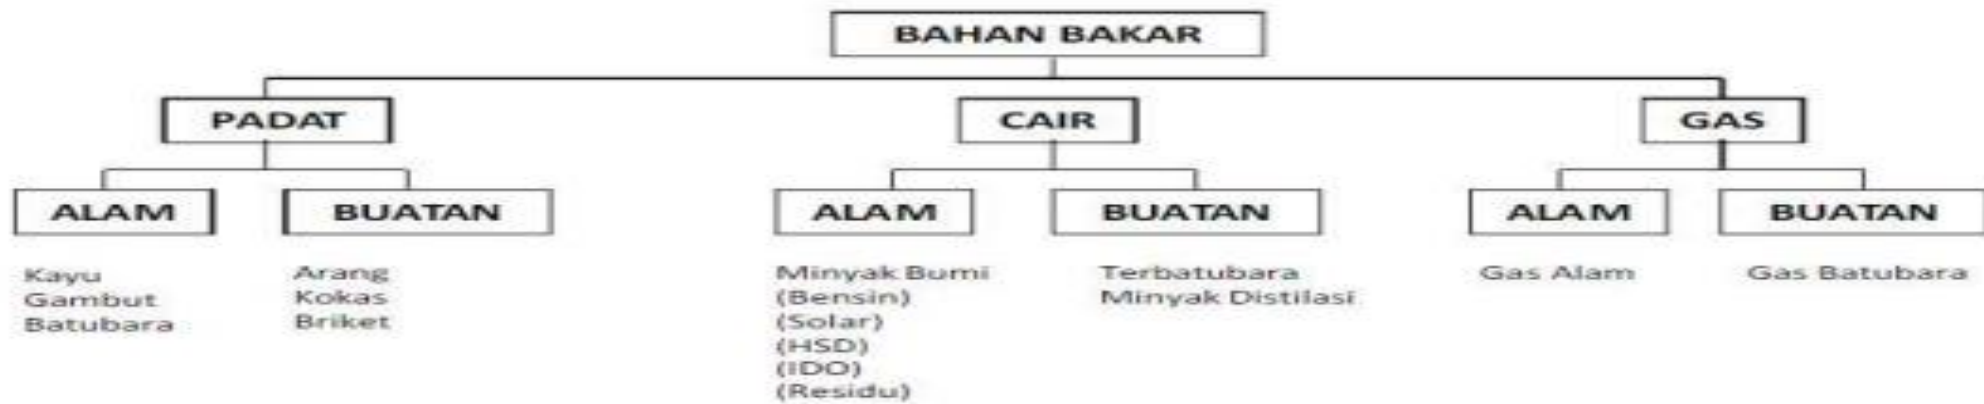 BAHAN BAKAR
PADAT
CAIR
GAS
ALAM
BUATAN
ALAM
BUATAN
ALAM
BUATAN
Kayu
Gambut
Batubara
Arang
Kokas
Briket
Minyak Bumi
(Bensin)
(Solar)
(HSD)
(IDO)
(Residu)
Terbatubara
Minyak Distilasi
Gas Alam
Gas Batubara